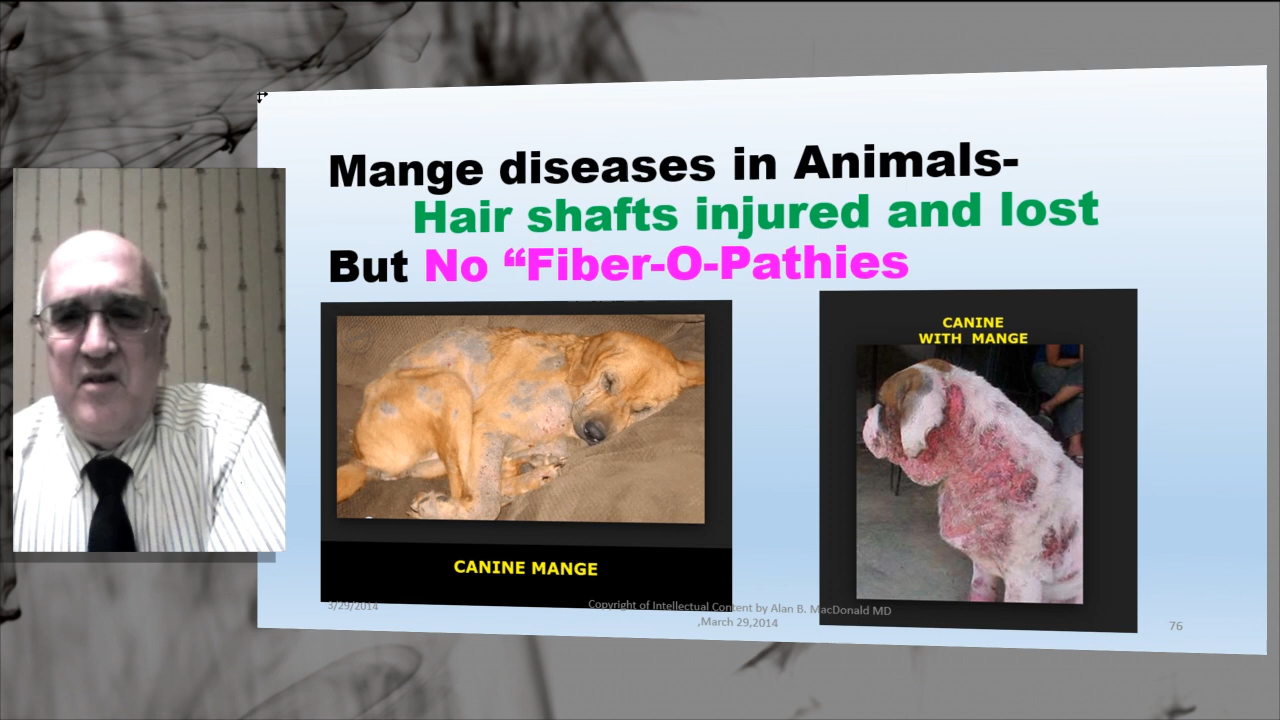 Mange diseases in Animals-
Hair shafts injured and lost
But No “Fiber-O-Pathies
CANINE
WITH MANGE
CANINE MANGE
3/29/2014
Copyright of Intellectual Content by Alan B. MacDonald MD
,March 29,2014
76